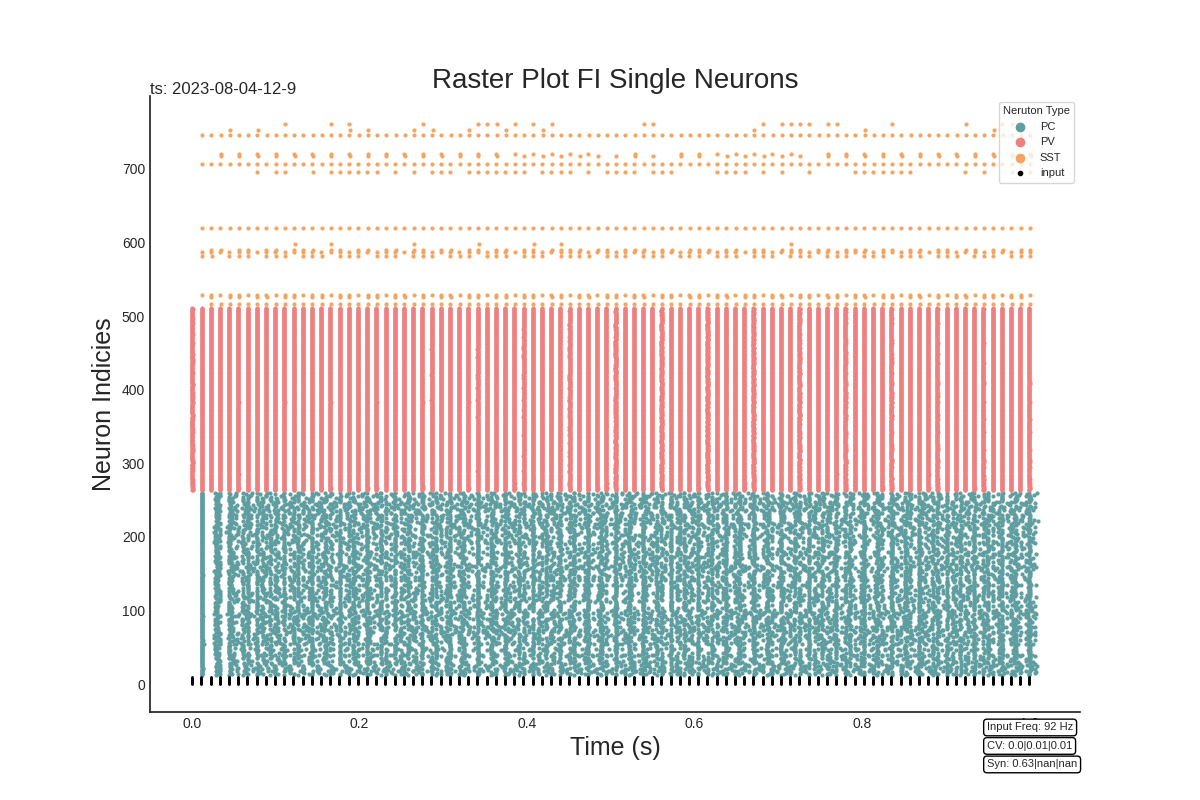 Raster Plot FI Single Neurons
ts: 2023-08-04-12-9
Neruton Type
PC
PV
SST
input
Neuron Indicies
700
600
500
400
300
200
100
0
0.0 0.2 0.4 0.6 0.8
Time (s)
Input Freq: 92 Hz
CV: 0.0|0.01|0.01
Syn: 0.63|nan|nan